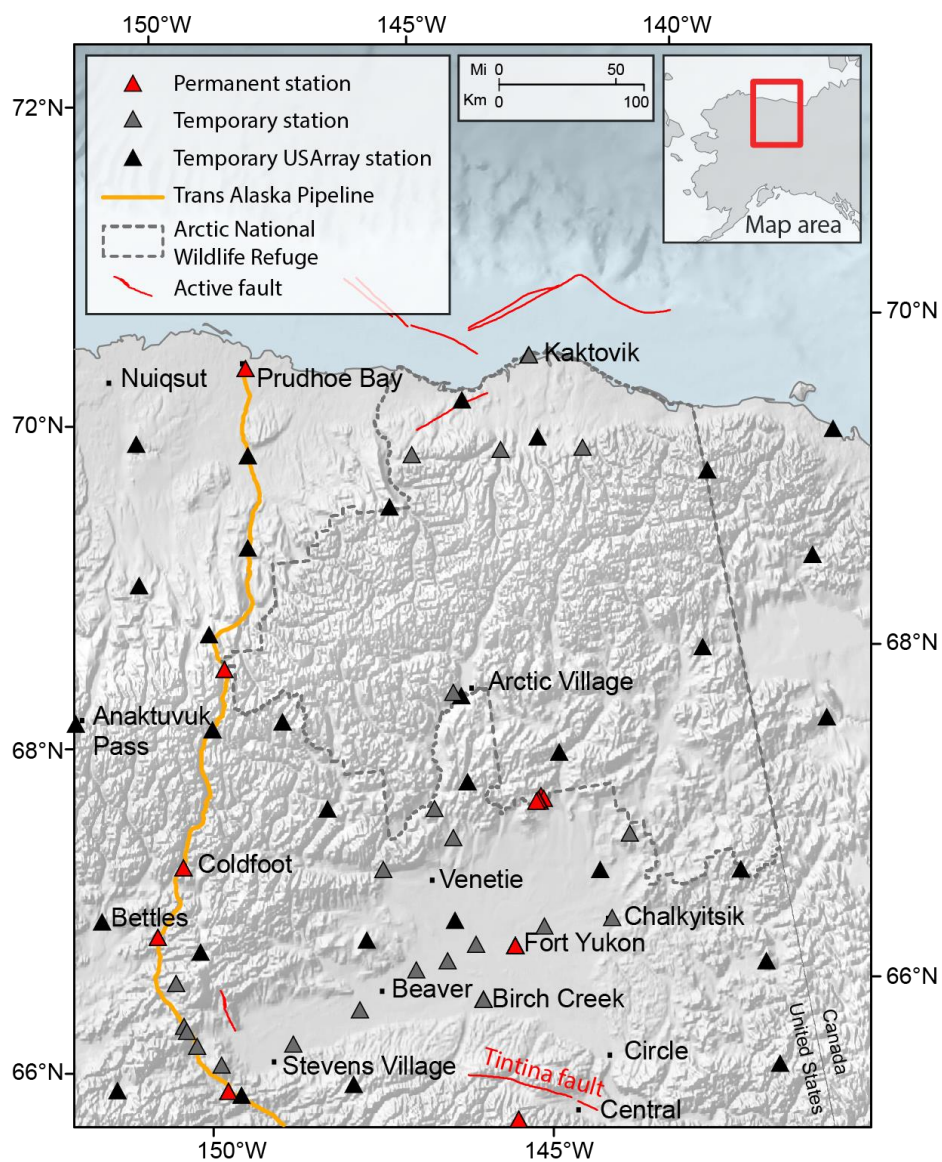 150°W 145°W 140°W
72°N
Permanent station
Temporary station
Temporary USArray station
Trans Alaska Pipeline
Arctic National
Wildlife Refuge
Active fault
Mi 0 50
Km 0 100
Map area
70°N
Kaktovik
Nuiqsut
Prudhoe Bay
70°N
68°N
Arctic Village
Anaktuvuk
Pass
68°N
Coldfoot
Venetie
Bettles
Chalkyitsik
Fort Yukon
66°N
Beaver
Birch Creek
Canada
United States
Circle
Stevens Village
Tintina fault
66°N
Central
150°W 145°W